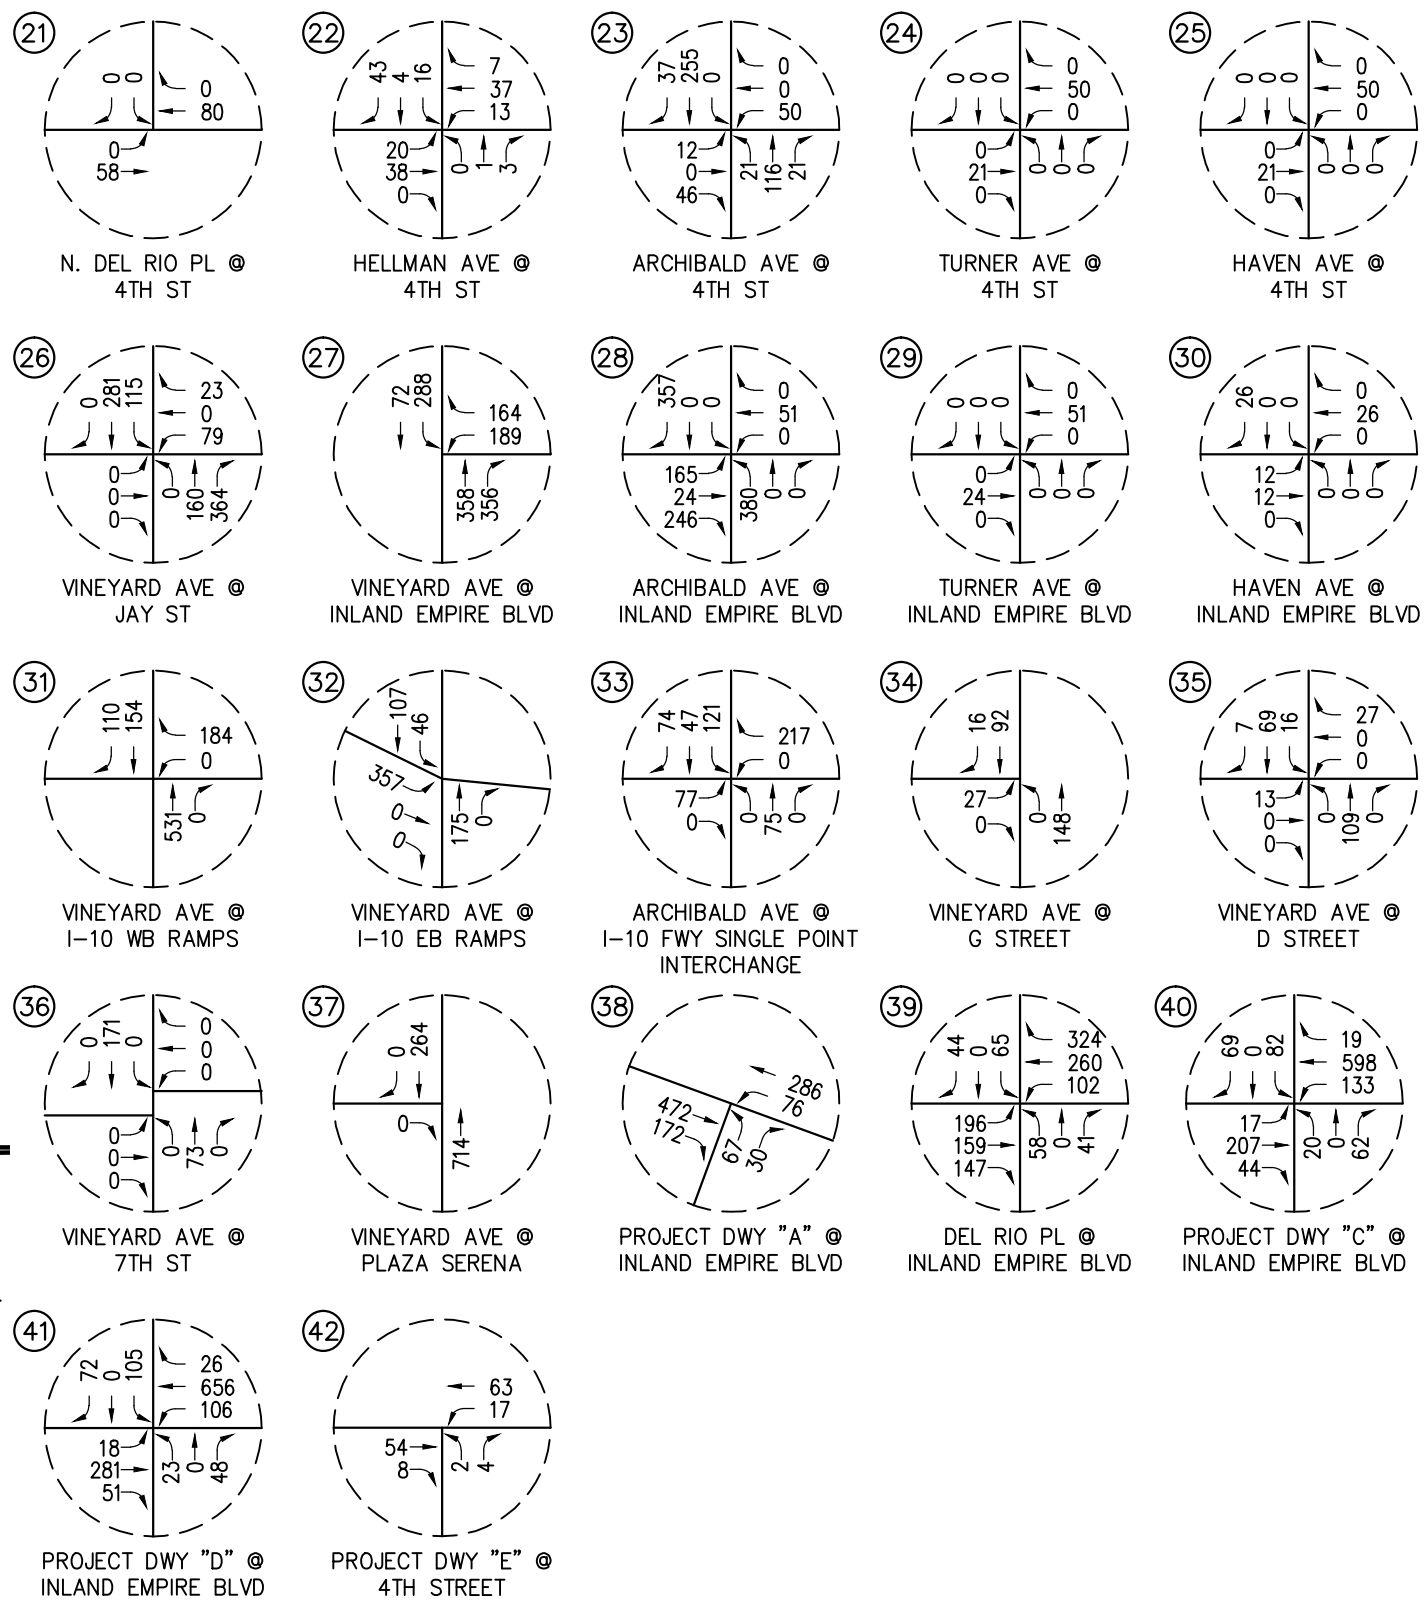 21
0 0
0
80
0
58
N. DEL RIO PL @
4TH ST
22
43 4 16
7
37
13
20
38
0
0 1 3
HELLMAN AVE @
4TH ST
23
37 255 0
0
0
50
12
0
46
21 116 21
ARCHIBALD AVE @
4TH ST
24
0 0 0
0
50
0
0
21
0
0 0 0
TURNER AVE @
4TH ST
25
0 0 0
0
50
0
0
21
0
0 0 0
HAVEN AVE @
4TH ST
26
0 281 115
23
0
79
0
0
0
0 160 364
VINEYARD AVE @
JAY ST
27
72 288
164
189
358 356
VINEYARD AVE @
INLAND EMPIRE BLVD
28
357 0 0
0
51
0
165
24
246
380 0 0
ARCHIBALD AVE @
INLAND EMPIRE BLVD
29
0 0 0
0
51
0
0
24
0
0 0 0
TURNER AVE @
INLAND EMPIRE BLVD
30
26 0 0
0
26
0
12
12
0
0 0 0
HAVEN AVE @
INLAND EMPIRE BLVD
31
110 154
184
0
531 0
VINEYARD AVE @
I-10 WB RAMPS
32
107 46
357
0
0
175 0
VINEYARD AVE @
I-10 EB RAMPS
33
74 47 121
217
0
77
0
0 75 0
ARCHIBALD AVE @
I-10 FWY SINGLE POINT
INTERCHANGE
34
16 92
27
0
0 148
VINEYARD AVE @
G STREET
35
7 69 16
27
0
0
13
0
0
0 109 0
VINEYARD AVE @
D STREET
36
0 171 0
0
0
0
0
0
0
0 73 0
VINEYARD AVE @
7TH ST
37
0 264
0
714
VINEYARD AVE @
PLAZA SERENA
38
286
76
472
172
67 30
PROJECT DWY "A" @
INLAND EMPIRE BLVD
39
44 0 65
324
260
102
196
159
147
58 0 41
DEL RIO PL @
INLAND EMPIRE BLVD
40
69 0 82
19
598
133
17
207
44
20 0 62
PROJECT DWY "C" @
INLAND EMPIRE BLVD
41
72 0 105
26
656
106
18
281
51
23 0 48
PROJECT DWY "D" @
INLAND EMPIRE BLVD
42
63
17
54
8
2 4
PROJECT DWY "E" @
4TH STREET